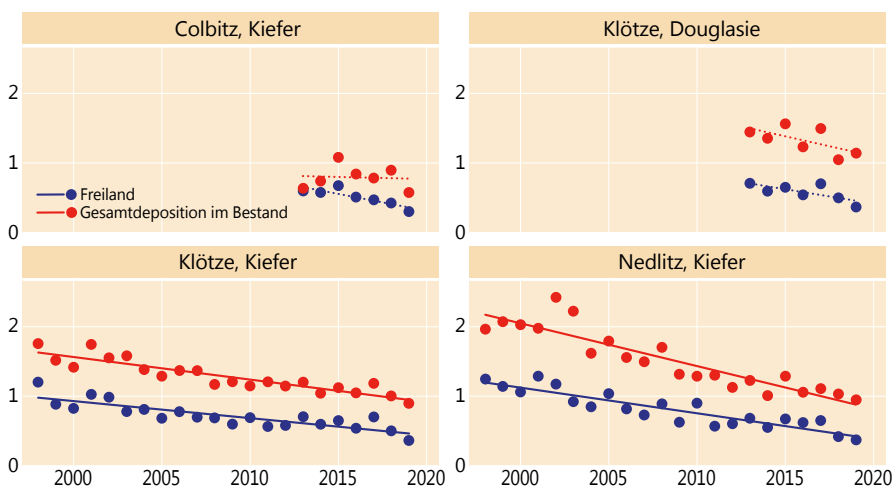 Colbitz, Kiefer
Klötze, Douglasie
2
1
0
Freiland
Gesamtdeposition im Bestand
2
1
0
Klötze, Kiefer
Nedlitz, Kiefer
2
1
0
2000 2005 2010 2015 2020
2
1
0
2000 2005 2010 2015 2020